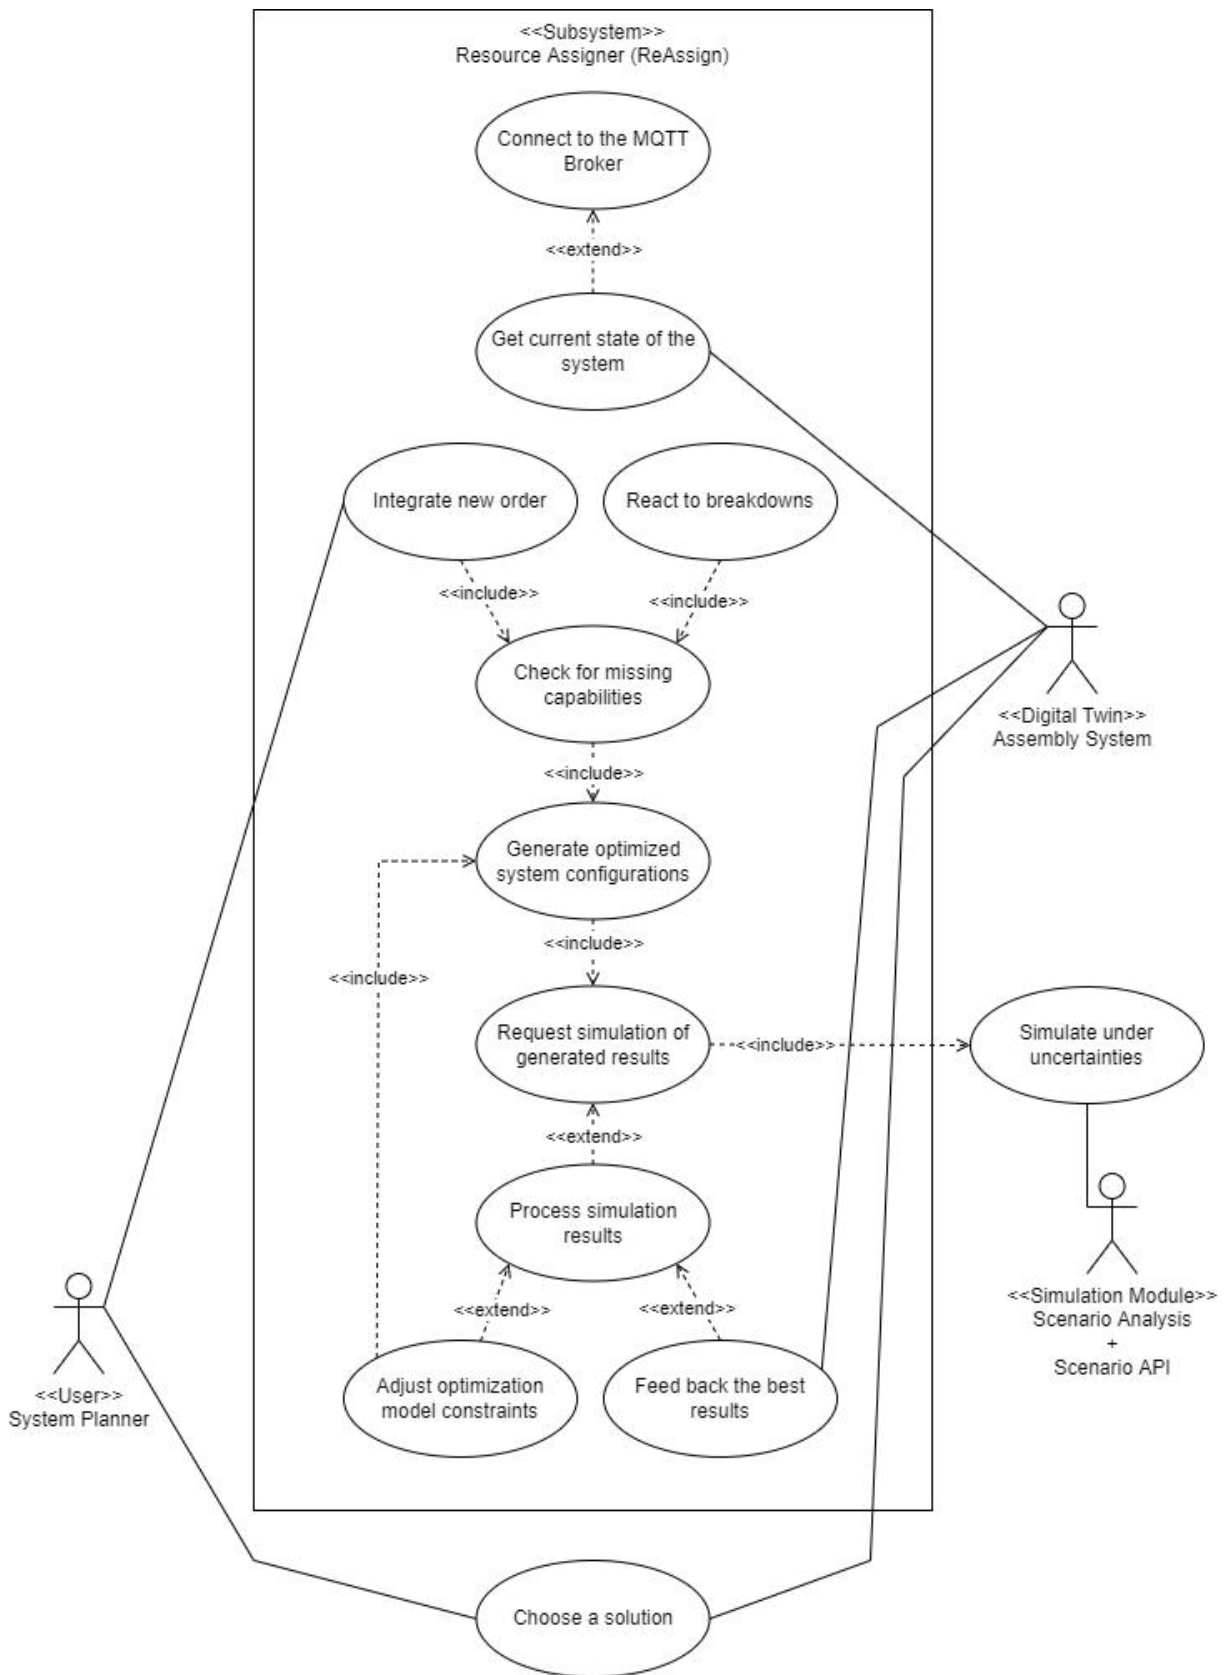 <<Subsystem>>
Resource Assigner (ReAssign)
Connect to the MQTT
Broker
<<extend>>
Get current state of the
system
Integrate new order
React to breakdowns
<<include>>
<<include>>
Check for missing
capabilities
<<Digital Twin>>
Assembly System
<<include>>
Generate optimized
system configurations
<<include>>
<<include>>
Request simulation of
generated results
<<include>>
Simulate under
uncertainties
<<extend>>
Process simulation
results
<<Simulation Module>>
Scenario Analysis
+
Scenario API
<<extend>>
<<extend>>
<<User>>
System Planner
Adjust optimization
model constraints
Feed back the best
results
Choose a solution